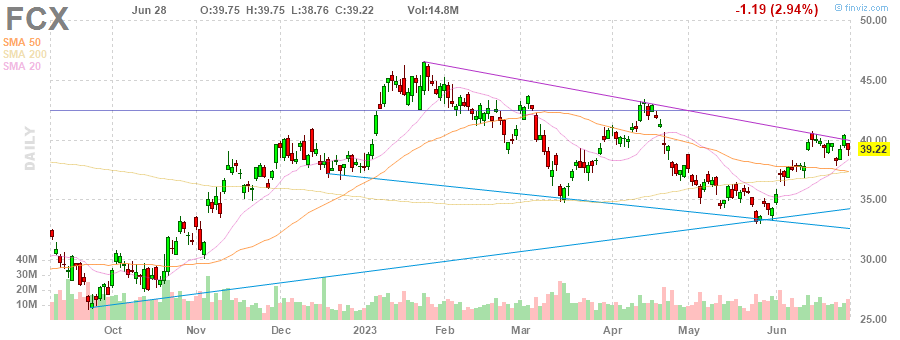 FCX Jun 28 O:39.75 H:39.75 L:38.76 C:39.22 Vol:14.8M -1.19 (2.94%) © finviz.com
SMA 50
SMA 200
SMA 20
DAILY
50.00
45.00
40.00
39.22
35.00
30.00
25.00
40M
30M
20M
10M
Oct Nov Dec 2023 Feb Mar Apr May Jun